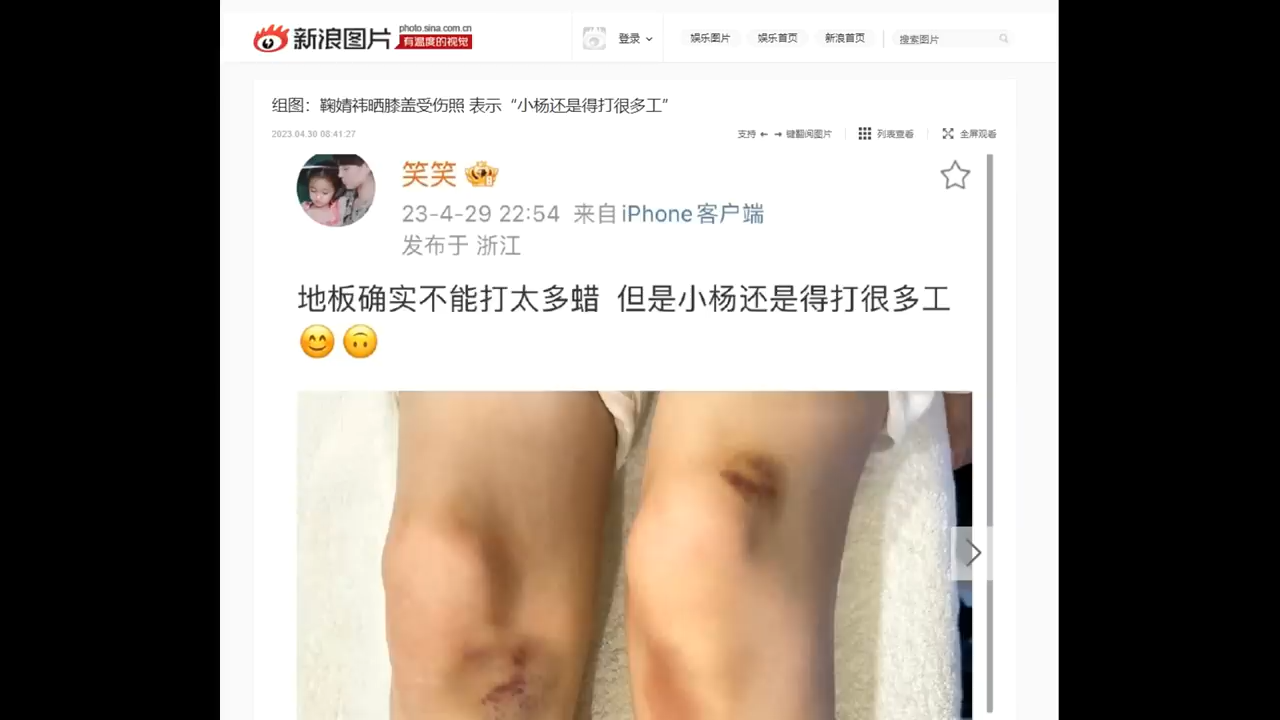 新浪图片
photo.sina.com.cn
有温度的视觉
登录
娱乐图片
娱乐首页
新浪首页
搜索图片
组图：鞠婧祎晒膝盖受伤照 表示“小杨还是得打很多工”
2023.04.30 08:41:27
支持 ← → 键翻阅图片
列表查看
全屏观看
笑笑
23-4-29 22:54 来自 iPhone客户端
发布于 浙江
地板确实不能打太多蜡 但是小杨还是得打很多工
😊 🙃